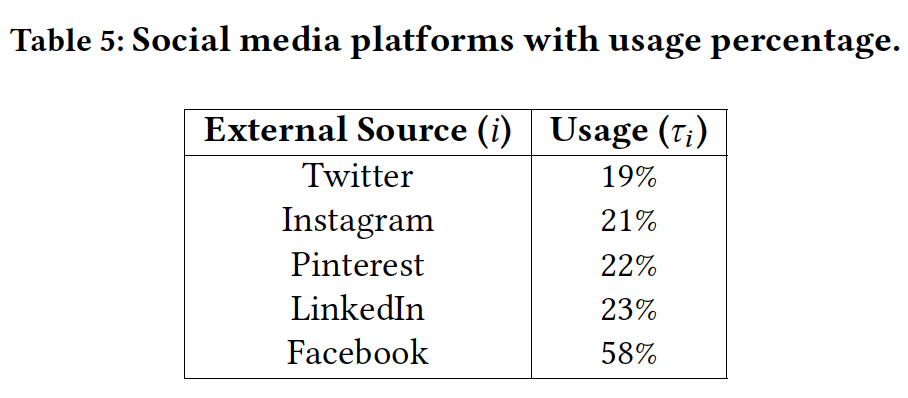 Table 5: Social media platforms with usage percentage.
External Source (i) Usage (τᵢ)
Twitter 19%
Instagram 21%
Pinterest 22%
LinkedIn 23%
Facebook 58%